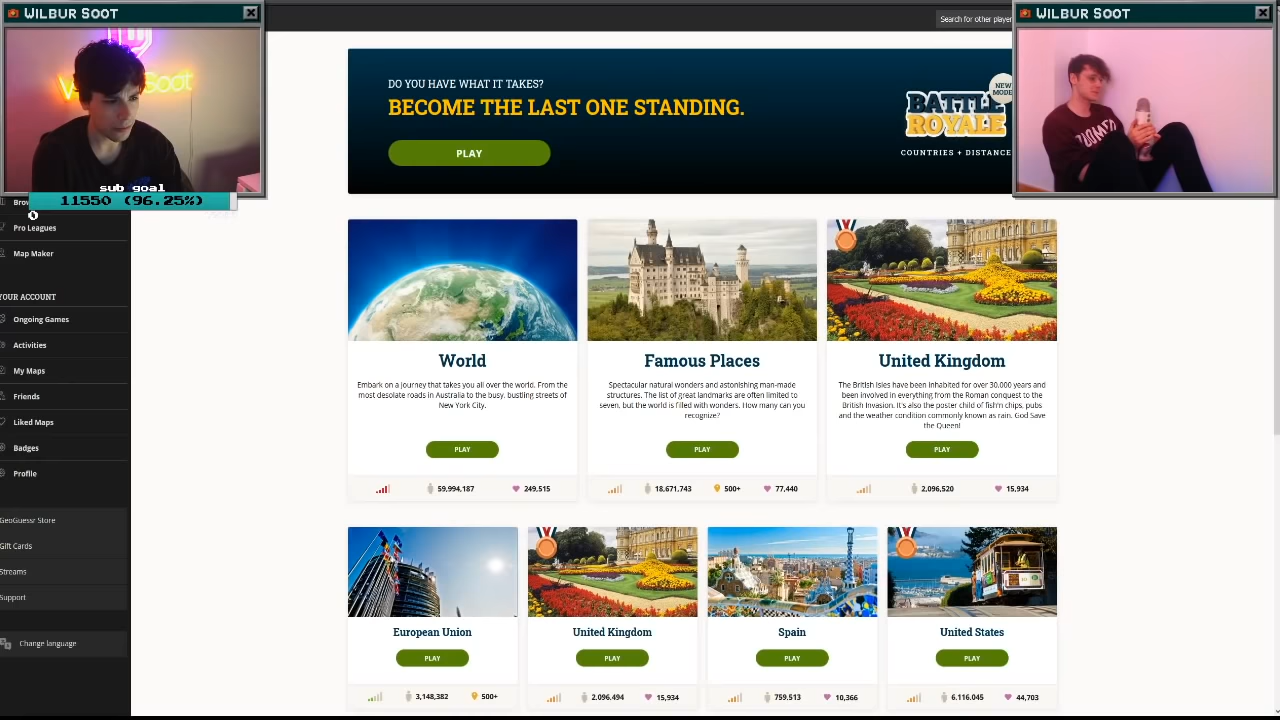 WILBUR SOOT
WILBUR SOOT
Search for other player
sub goal
11550 (96.25%)
0
Pro Leagues
Map Maker
YOUR ACCOUNT
Ongoing Games
Activities
My Maps
Friends
Liked Maps
Badges
Profile
GeoGuessr Store
Gift Cards
Streams
Support
Change language
DO YOU HAVE WHAT IT TAKES?
BECOME THE LAST ONE STANDING.
PLAY
NEW
MODE
BATTLE
ROYALE
COUNTRIES + DISTANCE
World
Embark on a journey that takes you all over the world. From the
most desolate roads in Australia to the busy, bustling streets of
New York City.
PLAY
59,994,187 249,515
Famous Places
Spectacular natural wonders and astonishing man-made
structures. The list of great landmarks are often limited to
seven, but the world is filled with wonders. How many can you
recognize?
PLAY
18,671,743 500+ 77,440
United Kingdom
The British Isles have been inhabited for over 30,000 years and
been involved in everything from the Roman conquest to the
British Invasion. It's also the poster child of fish'n chips, pubs
and the weather condition commonly known as rain. God Save
the Queen!
PLAY
2,096,520 15,934
European Union
PLAY
3,148,382 500+
United Kingdom
PLAY
2,096,494 15,934
Spain
PLAY
759,513 10,366
United States
PLAY
6,116,045 44,703